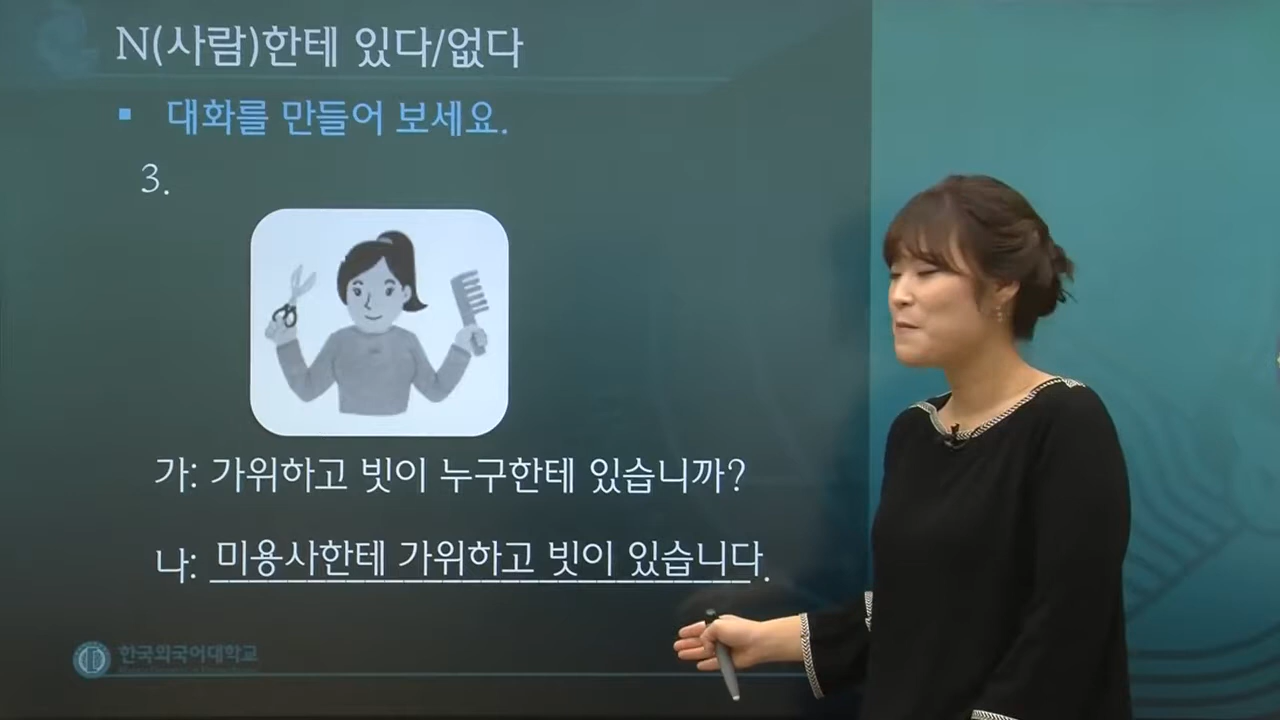 N(사람)한테 있다/없다
▪ 대화를 만들어 보세요.
3.
가: 가위하고 빗이 누구한테 있습니까?
나: 미용사한테 가위하고 빗이 있습니다.
한국외국어대학교